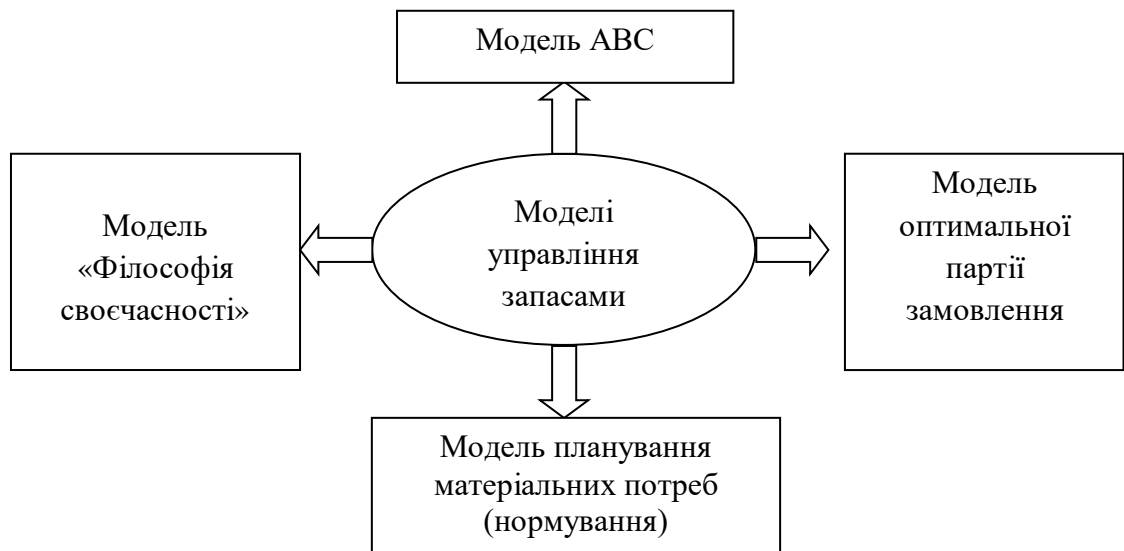 Модель АВС
Модель
«Філософія
своєчасності»
Моделі
управління
запасами
Модель
оптимальної
партії
замовлення
Модель планування
матеріальних потреб
(нормування)